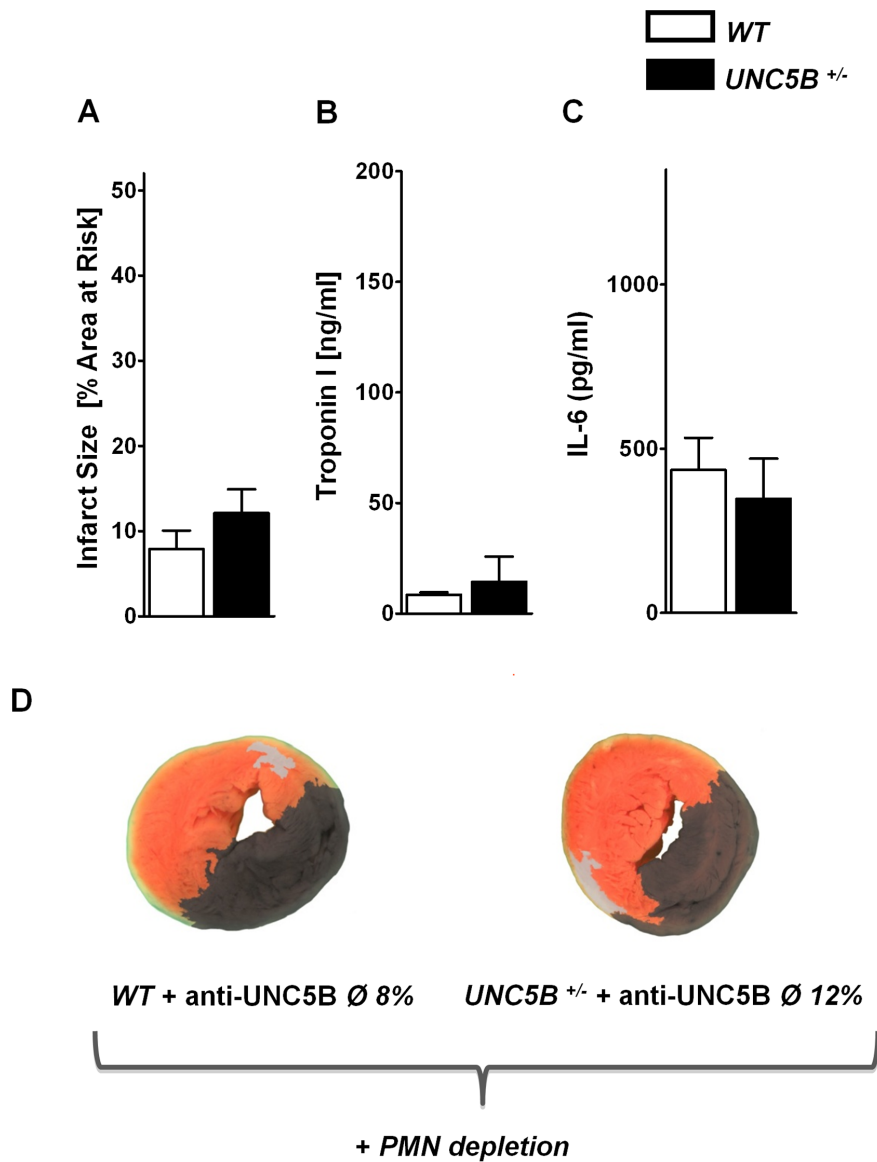 WT
UNC5B +/-
A
B
C
Infarct Size [% Area at Risk]
50
40
30
20
10
0
Troponin I [ng/ml]
200
150
100
50
0
IL-6 (pg/ml)
1000
500
0
D
WT + anti-UNC5B Ø 8%
UNC5B +/- + anti-UNC5B Ø 12%
+ PMN depletion